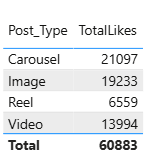 Post_Type TotalLikes
Carousel 21097
Image 19233
Reel 6559
Video 13994
Total 60883